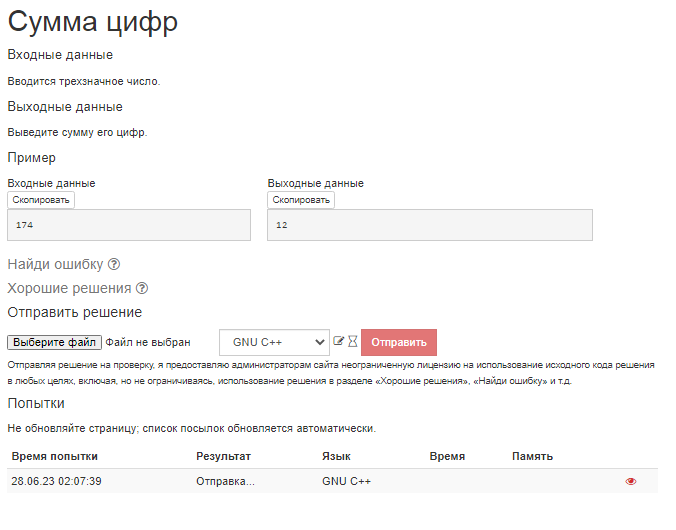 Сумма цифр
Входные данные
Вводится трехзначное число.
Выходные данные
Выведите сумму его цифр.
Пример
Входные данные Выходные данные
Скопировать Скопировать
174 12
Найди ошибку
Хорошие решения
Отправить решение
Выберите файл Файл не выбран GNU C++ Отправить
Отправляя решение на проверку, я предоставляю администраторам сайта неограниченную лицензию на использование исходного кода решения
в любых целях, включая, но не ограничиваясь, использование решения в разделе «Хорошие решения», «Найди ошибку» и т.д.
Попытки
Не обновляйте страницу; список посылок обновляется автоматически.
Время попытки Результат Язык Время Память
28.06.23 02:07:39 Отправка... GNU C++